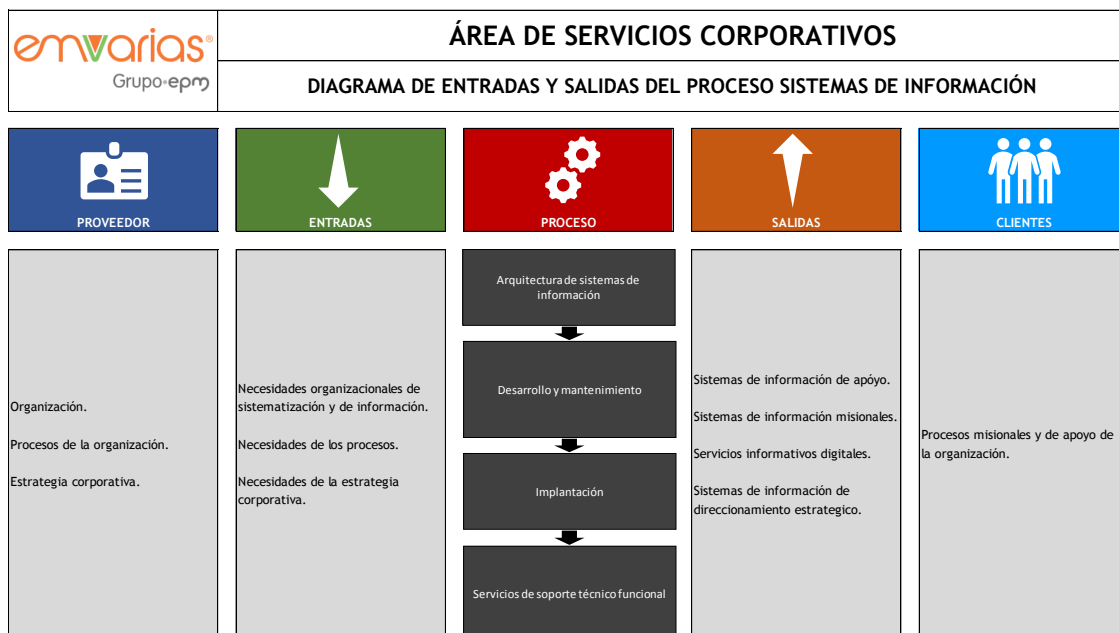 emvarias®
Grupo·epm
ÁREA DE SERVICIOS CORPORATIVOS
DIAGRAMA DE ENTRADAS Y SALIDAS DEL PROCESO SISTEMAS DE INFORMACIÓN
PROVEEDOR
ENTRADAS
PROCESO
SALIDAS
CLIENTES
Organización.
Procesos de la organización.
Estrategia corporativa.
Necesidades organizacionales de
sistematización y de información.
Necesidades de los procesos.
Necesidades de la estrategia
corporativa.
Arquitectura de sistemas de
información
Desarrollo y mantenimiento
Implantación
Servicios de soporte técnico funcional
Sistemas de información de apóyo.
Sistemas de información misionales.
Servicios informativos digitales.
Sistemas de información de
direccionamiento estrategico.
Procesos misionales y de apoyo de
la organización.